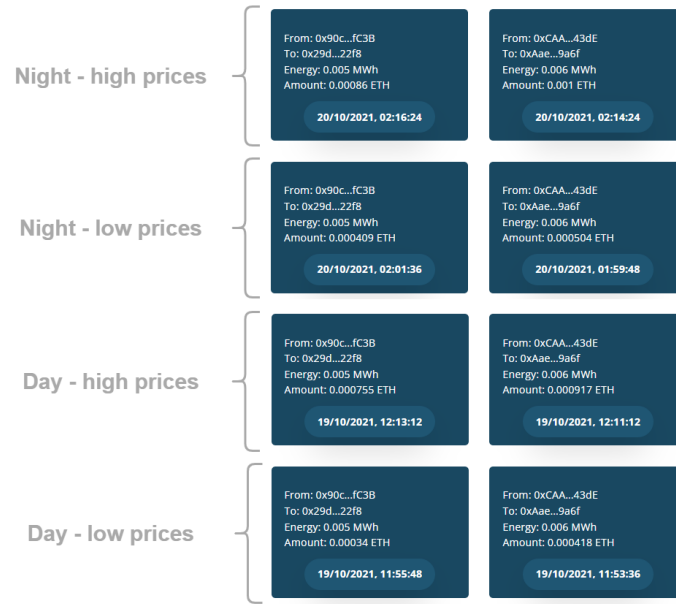 Night - high prices
From: 0x90c...fC3B
To: 0x29d...22f8
Energy: 0.005 MWh
Amount: 0.00086 ETH
20/10/2021, 02:16:24
From: 0xCAA...43dE
To: 0xAae...9a6f
Energy: 0.006 MWh
Amount: 0.001 ETH
20/10/2021, 02:14:24
Night - low prices
From: 0x90c...fC3B
To: 0x29d...22f8
Energy: 0.005 MWh
Amount: 0.000409 ETH
20/10/2021, 02:01:36
From: 0xCAA...43dE
To: 0xAae...9a6f
Energy: 0.006 MWh
Amount: 0.000504 ETH
20/10/2021, 01:59:48
Day - high prices
From: 0x90c...fC3B
To: 0x29d...22f8
Energy: 0.005 MWh
Amount: 0.000755 ETH
19/10/2021, 12:13:12
From: 0xCAA...43dE
To: 0xAae...9a6f
Energy: 0.006 MWh
Amount: 0.000917 ETH
19/10/2021, 12:11:12
Day - low prices
From: 0x90c...fC3B
To: 0x29d...22f8
Energy: 0.005 MWh
Amount: 0.00034 ETH
19/10/2021, 11:55:48
From: 0xCAA...43dE
To: 0xAae...9a6f
Energy: 0.006 MWh
Amount: 0.000418 ETH
19/10/2021, 11:53:36